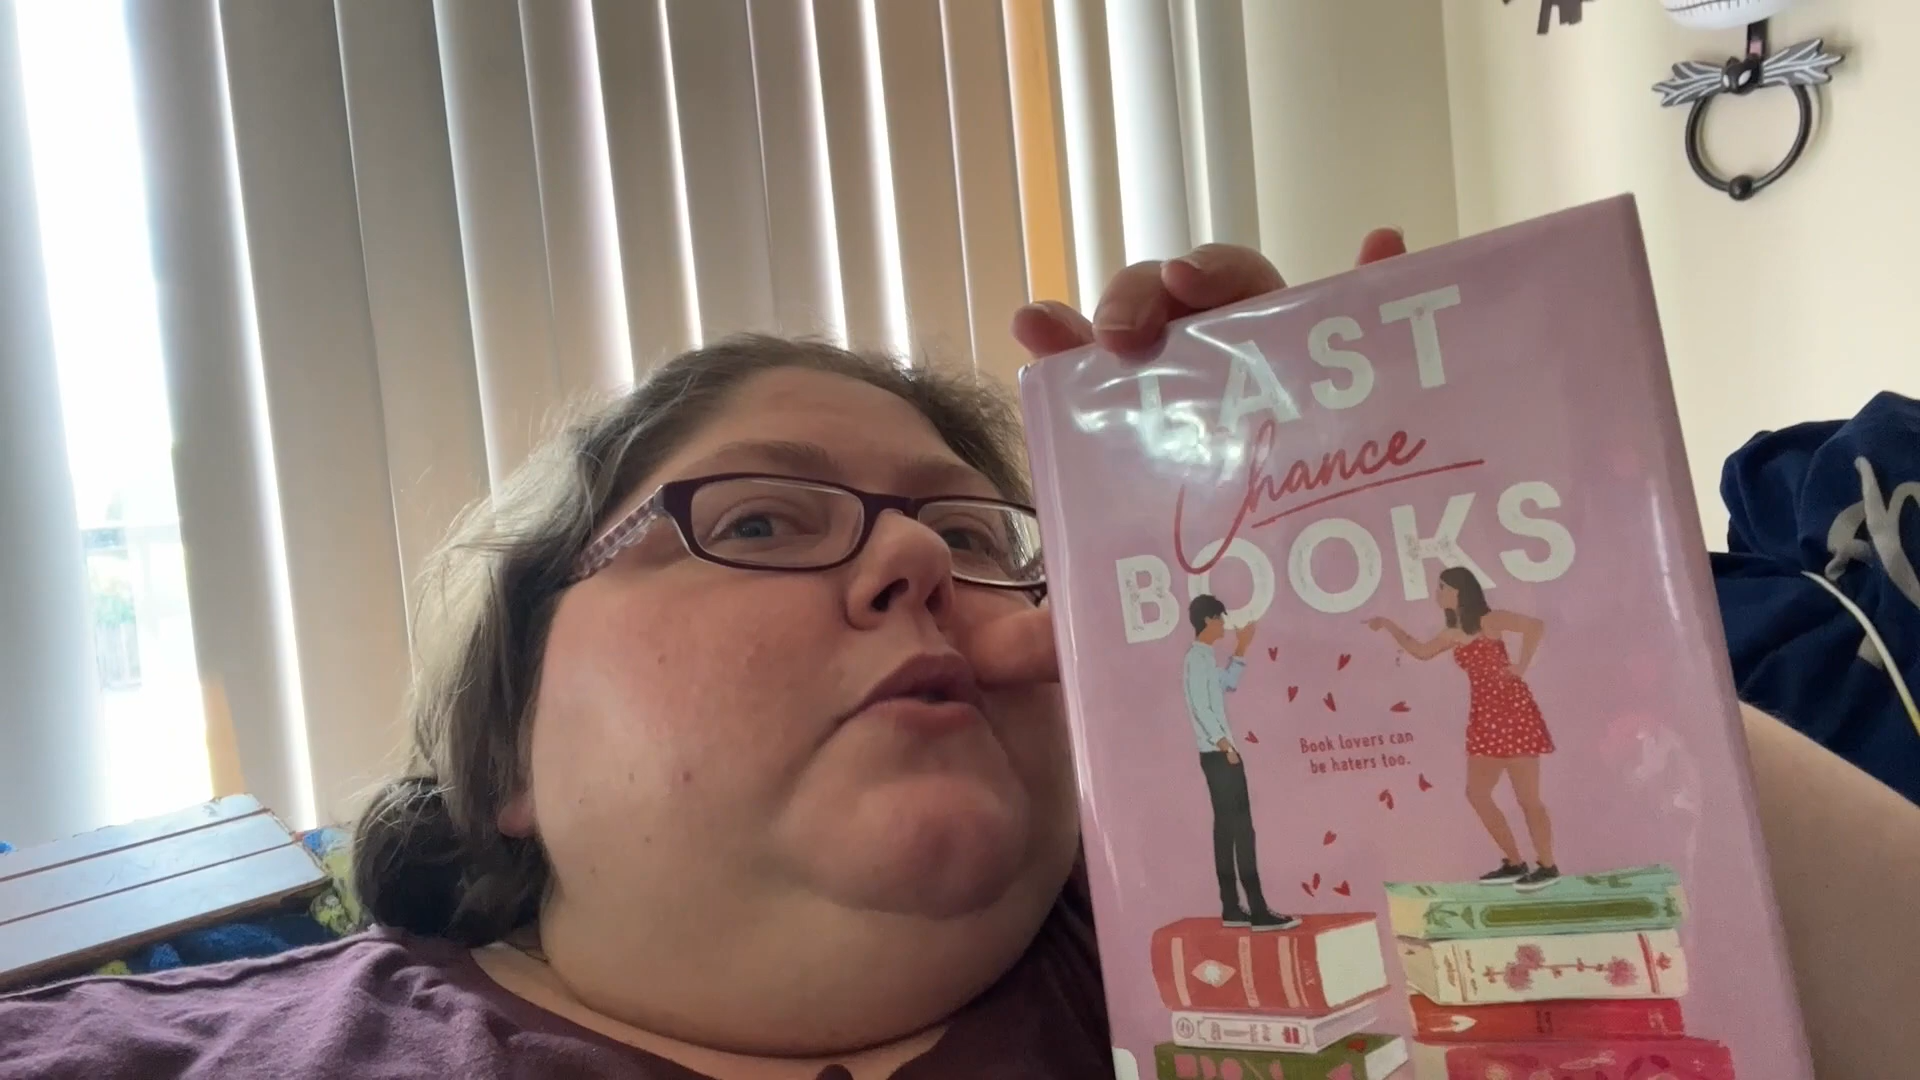 LAST
Chance
BOOKS
Book lovers can
be haters too.